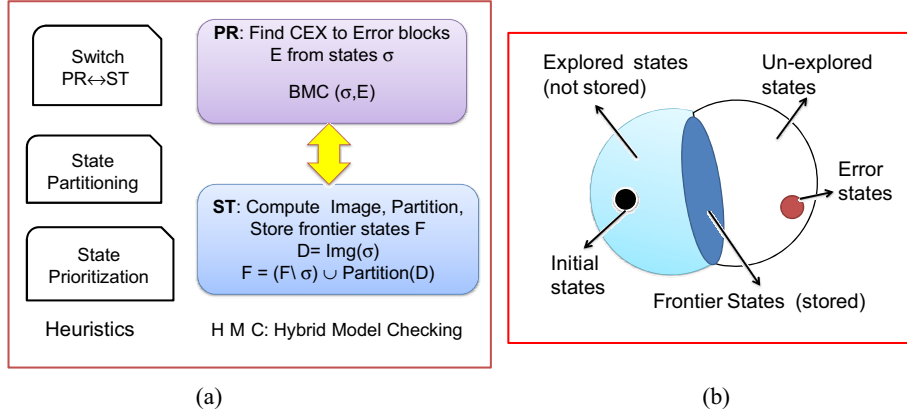 Switch
PR↔ST
State
Partitioning
State
Prioritization
Heuristics
PR: Find CEX to Error blocks
E from states σ
BMC (σ,E)
ST: Compute Image, Partition,
Store frontier states F
D= Img(σ)
F = (F\ σ) ∪ Partition(D)
H M C: Hybrid Model Checking
(a)
Explored states
(not stored)
Un-explored
states
Error
states
Initial
states
Frontier States (stored)
(b)